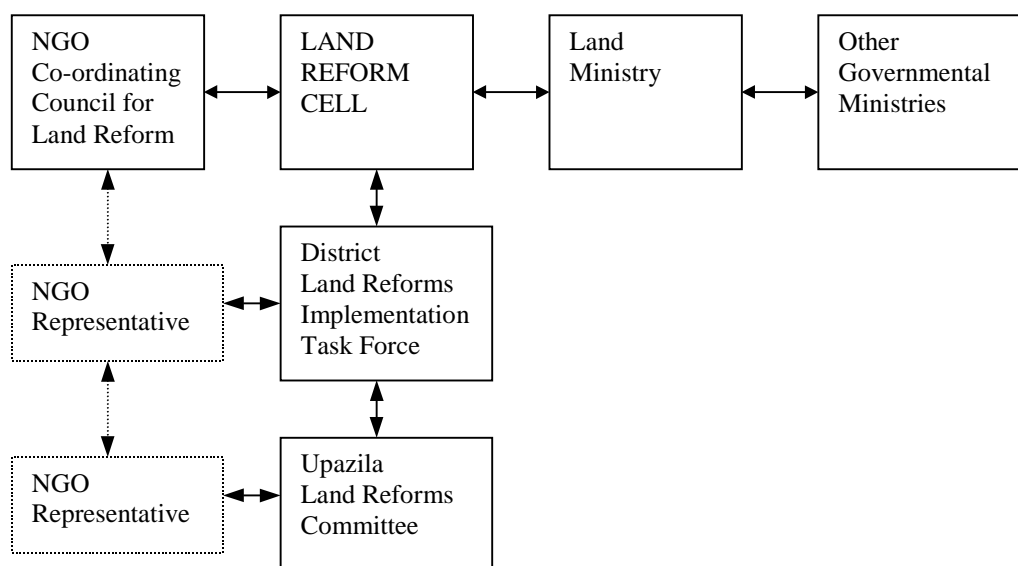 NGO
Co-ordinating
Council for
Land Reform
LAND
REFORM
CELL
Land
Ministry
Other
Governmental
Ministries
NGO
Representative
District
Land Reforms
Implementation
Task Force
NGO
Representative
Upazila
Land Reforms
Committee